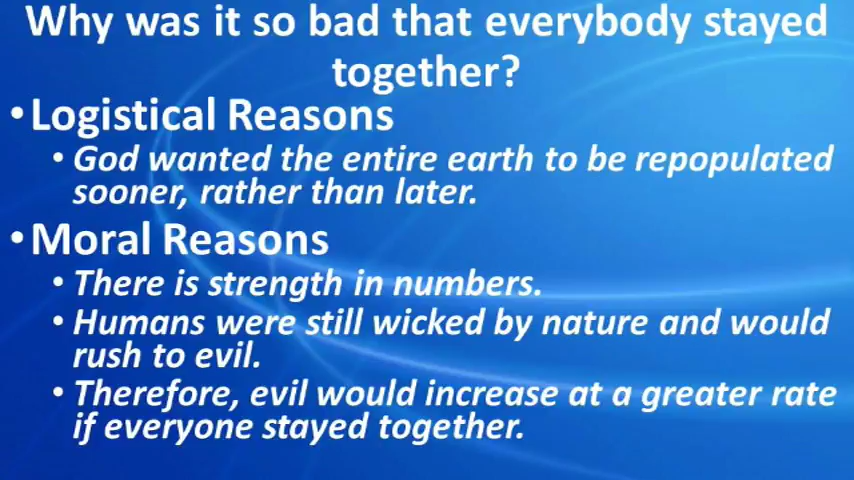 Why was it so bad that everybody stayed
together?
•Logistical Reasons
• God wanted the entire earth to be repopulated
sooner, rather than later.
•Moral Reasons
• There is strength in numbers.
• Humans were still wicked by nature and would
rush to evil.
• Therefore, evil would increase at a greater rate
if everyone stayed together.